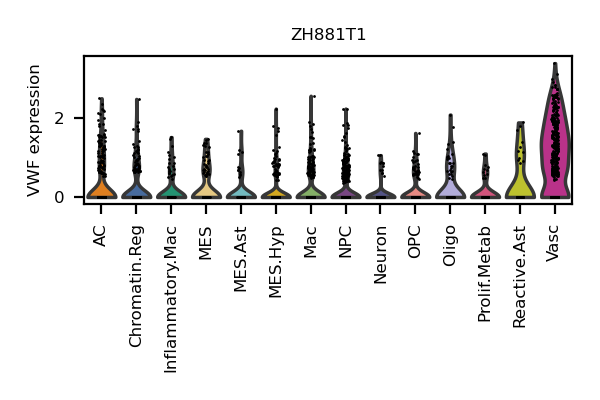 ZH881T1
VWF expression
2
0
AC
Chromatin.Reg
Inflammatory.Mac
MES
MES.Ast
MES.Hyp
Mac
NPC
Neuron
OPC
Oligo
Prolif.Metab
Reactive.Ast
Vasc